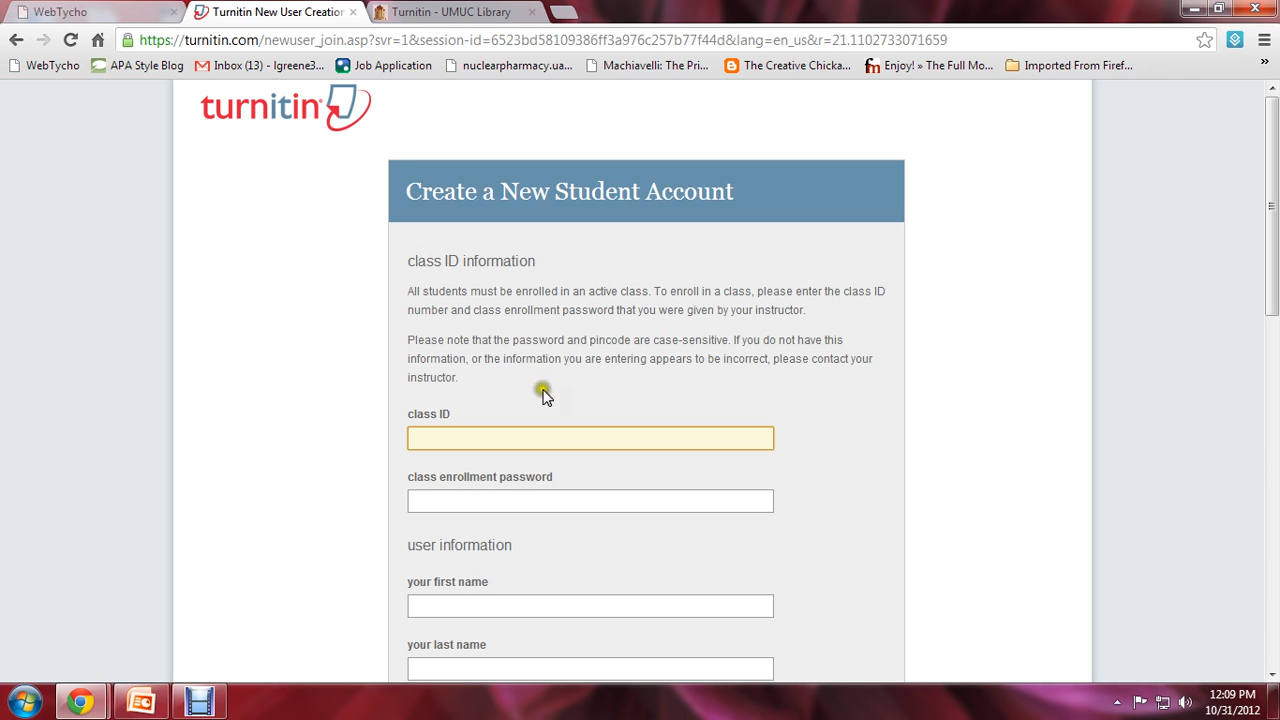 WebTycho
Turnitin New User Creation
Turnitin - UMUC Library
https://turnitin.com/newuser_join.asp?svr=1&session-id=6523bd58109386ff3a976c257b77f44d&lang=en_us&r=21.1102733071659
WebTycho APA Style Blog Inbox (13) - lgreene3... Job Application nuclearpharmacy.ua... Machiavelli: The Pri... The Creative Chicka... Enjoy! » The Full Mo... Imported From Firef... »
turnitin
Create a New Student Account
class ID information
All students must be enrolled in an active class. To enroll in a class, please enter the class ID
number and class enrollment password that you were given by your instructor.
Please note that the password and pincode are case-sensitive. If you do not have this
information, or the information you are entering appears to be incorrect, please contact your
instructor.
class ID
class enrollment password
user information
your first name
your last name
12:09 PM
10/31/2012